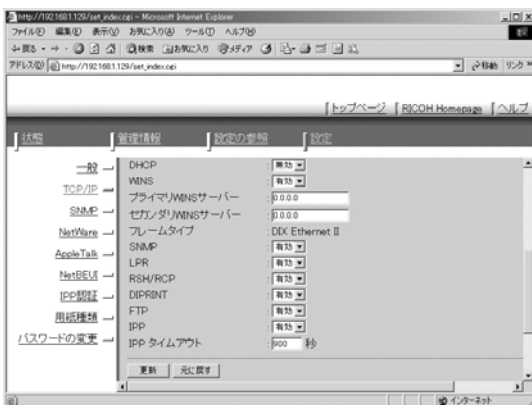 http://192.168.1.129/set_index.cgi - Microsoft Internet Explorer
ファイル(F) 編集(E) 表示(V) お気に入り(A) ツール(T) ヘルプ(H)
戻る 検索 お気に入り メディア
アドレス(D) http://192.168.1.129/set_index.cgi 移動 リンク »
[トップページ [RICOH Homepage [ヘルプ
[状態 [管理情報 [設定の参照 [設定
一般
TCP/IP
SNMP
NetWare
AppleTalk
NetBEUI
IPP認証
用紙種類
パスワードの変更
DHCP : 無効
WINS : 有効
プライマリWINSサーバー : 0.0.0.0
セカンダリWINSサーバー : 0.0.0.0
フレームタイプ : DIX Ethernet II
SNMP : 有効
LPR : 有効
RSH/RCP : 有効
DIPRINT : 有効
FTP : 有効
IPP : 有効
IPP タイムアウト : 900 秒
更新 元に戻す
インターネット